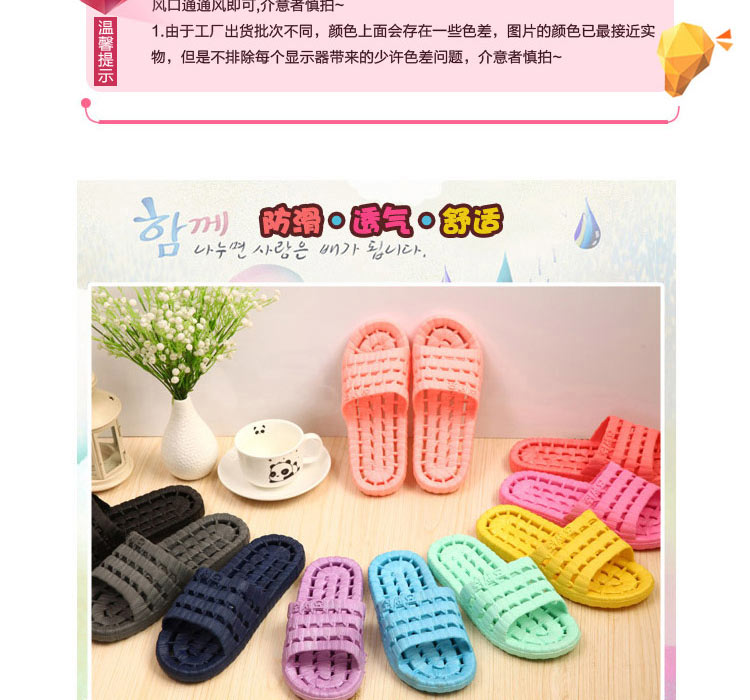 风口通通风即可,介意者慎拍~
温馨提示
1.由于工厂出货批次不同，颜色上面会存在一些色差，图片的颜色已最接近实
物，但是不排除每个显示器带来的少许色差问题，介意者慎拍~
함께 防滑·透气·舒适
나누면 사람은 배가 됩니다.